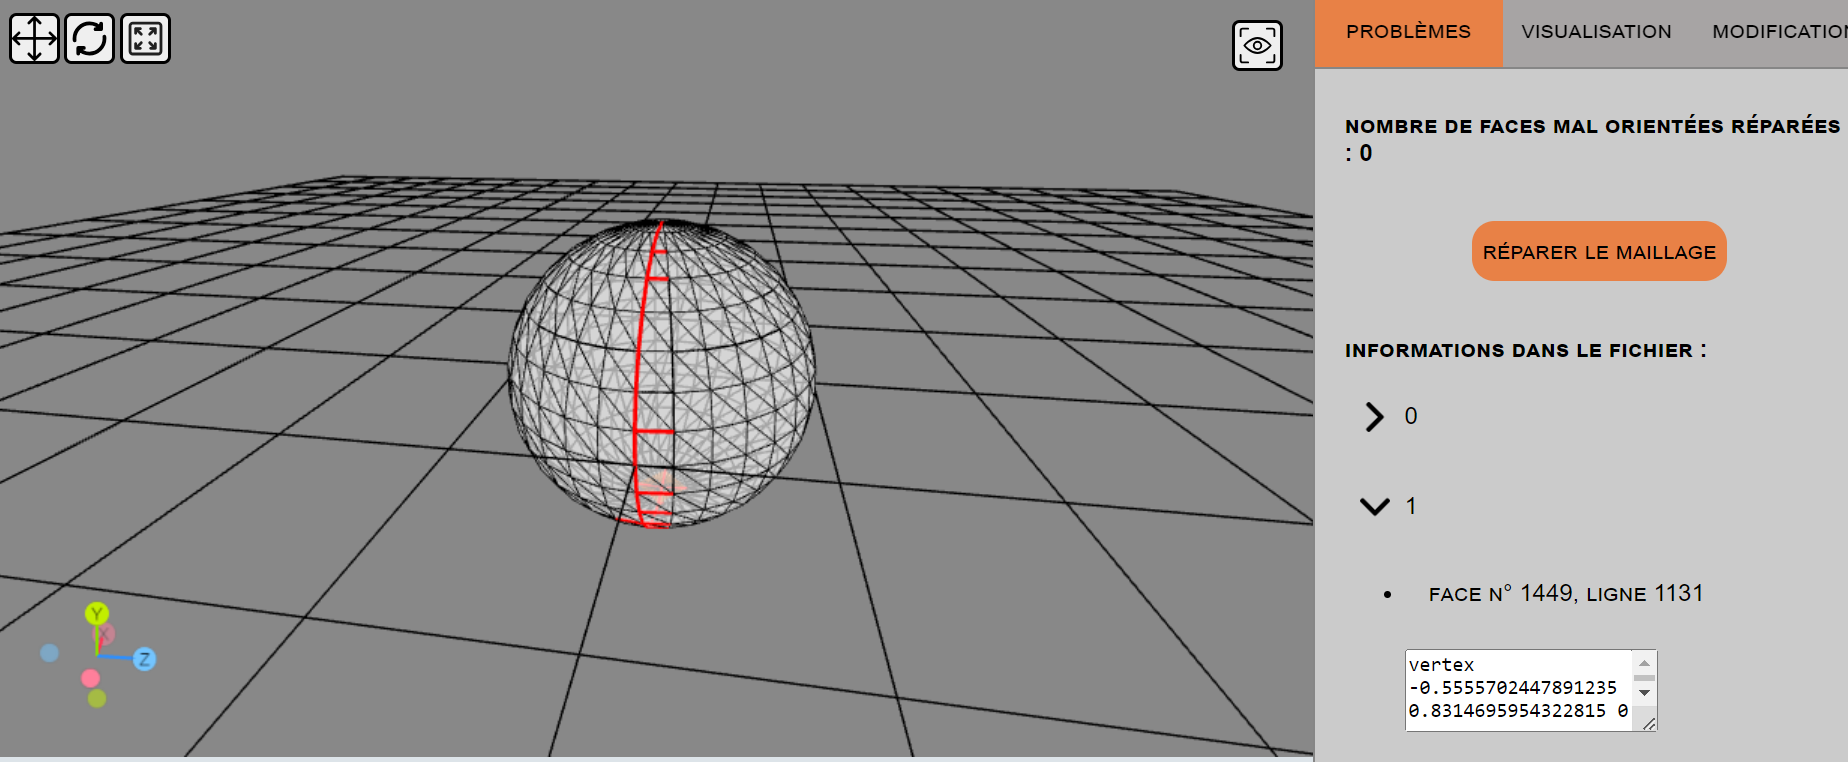 PROBLÈMES VISUALISATION MODIFICATION
NOMBRE DE FACES MAL ORIENTÉES RÉPARÉES
: 0
RÉPARER LE MAILLAGE
INFORMATIONS DANS LE FICHIER :
0
1
FACE N° 1449, LIGNE 1131
vertex
-0.5555702447891235
0.8314695954322815 0
Y
X
Z